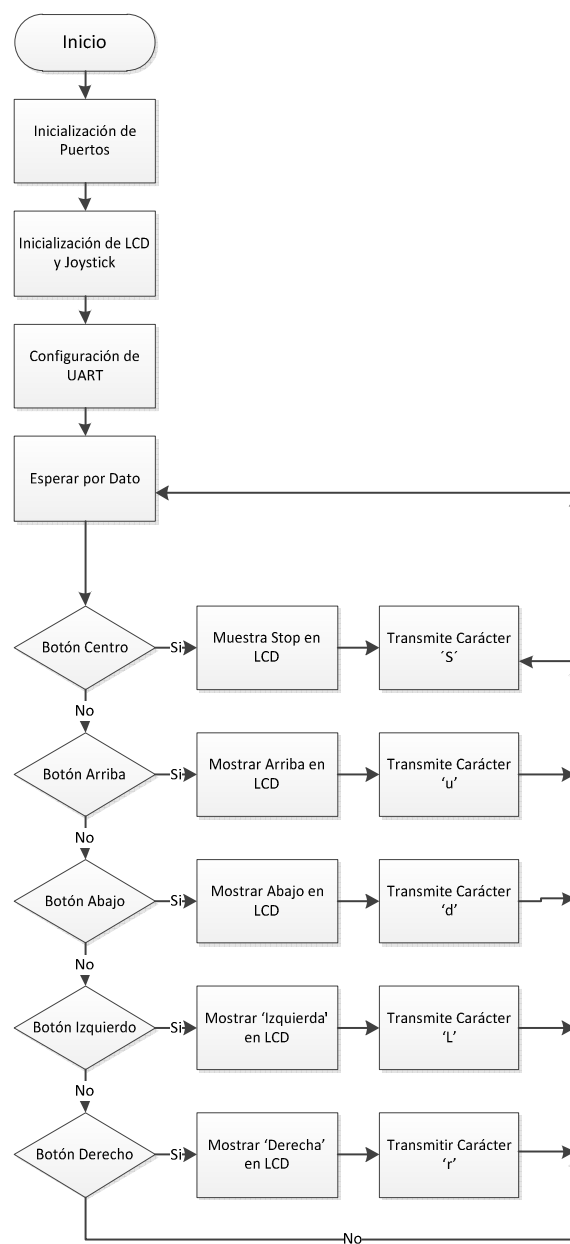 Inicio
Inicialización de
Puertos
Inicialización de LCD
y Joystick
Configuración de
UART
Esperar por Dato
Botón Centro
Si
Muestra Stop en
LCD
Transmite Carácter
´S´
No
Botón Arriba
Si
Mostrar Arriba en
LCD
Transmite Carácter
‘u’
No
Botón Abajo
Si
Mostrar Abajo en
LCD
Transmite Carácter
‘d’
No
Botón Izquierdo
Si
Mostrar ‘Izquierda'
en LCD
Transmite Carácter
‘L’
No
Botón Derecho
Si
Mostrar ‘Derecha’
en LCD
Transmitir Carácter
‘r’
No